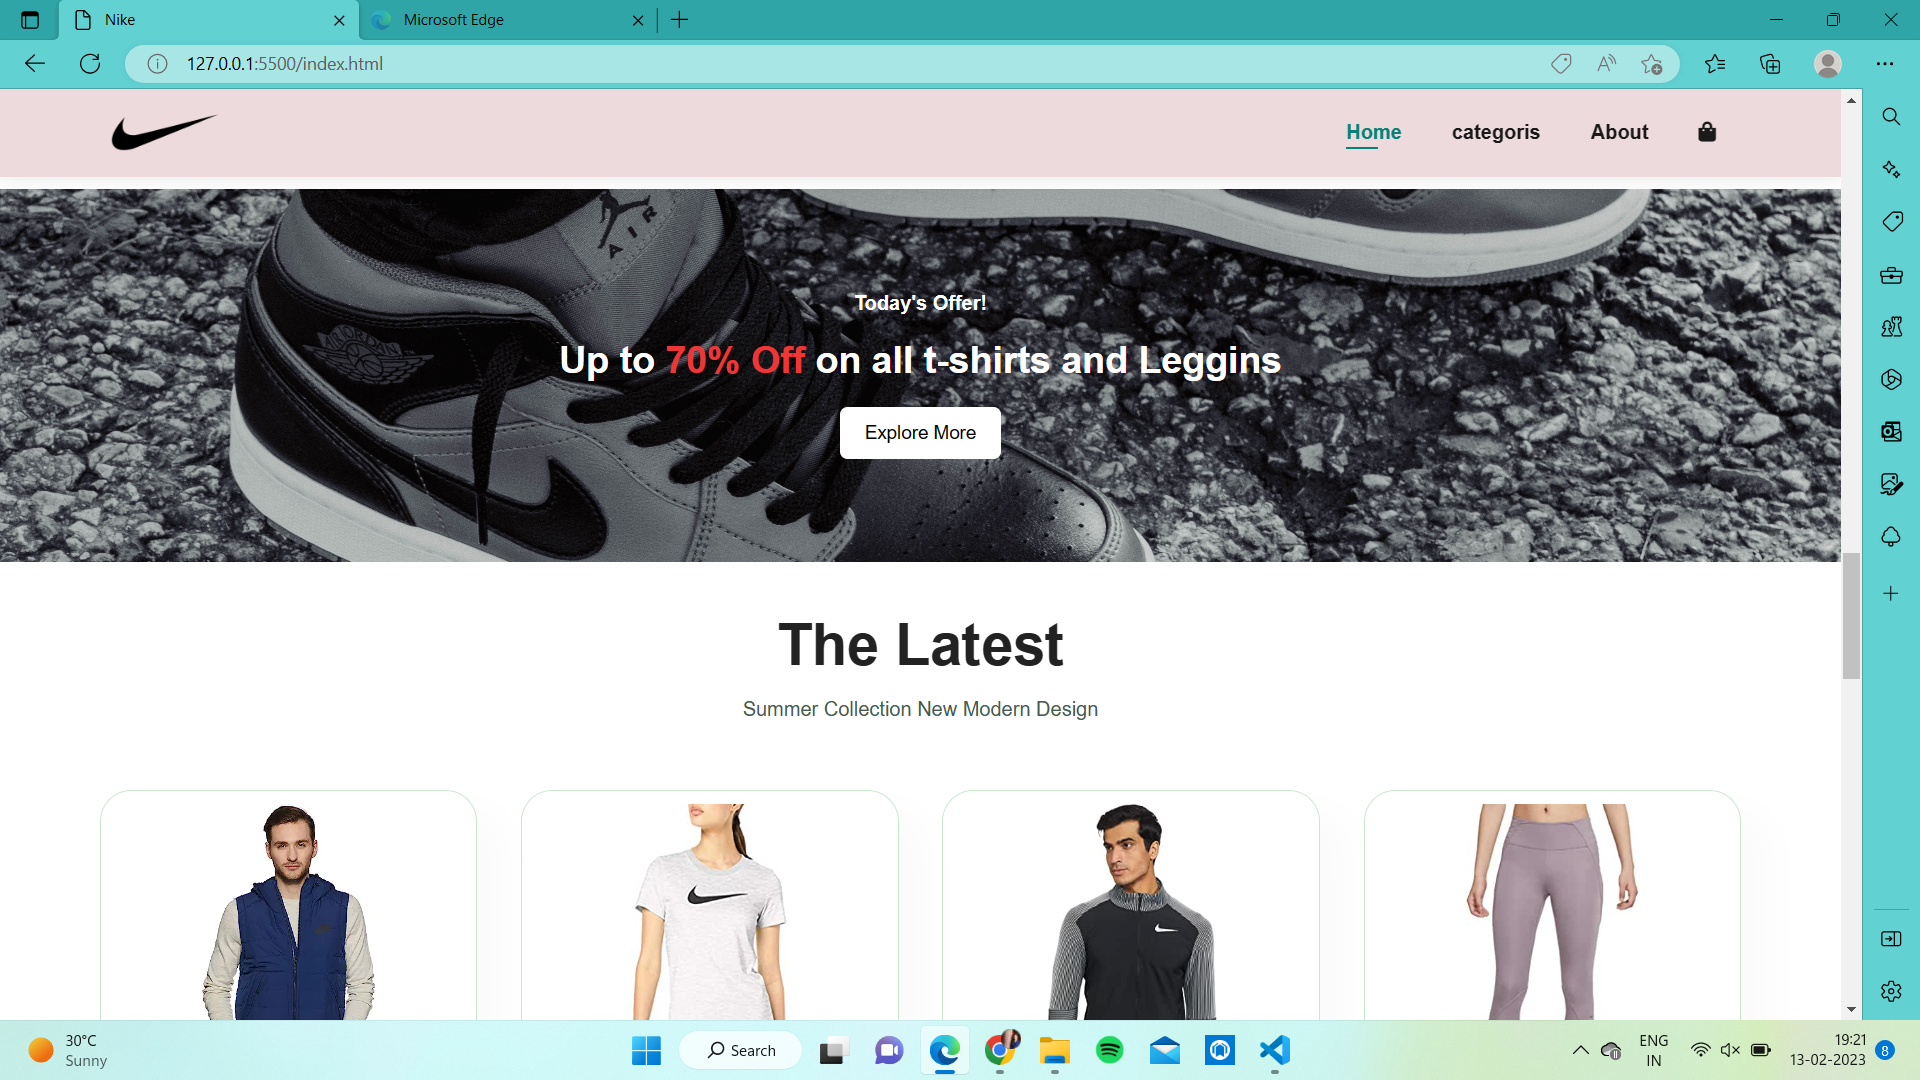 Nike
Microsoft Edge
127.0.0.1:5500/index.html
Home categoris About
AIR
Today's Offer!
Up to 70% Off on all t-shirts and Leggins
Explore More
The Latest
Summer Collection New Modern Design
30°C
Sunny
Search
ENG
IN
19:21
13-02-2023
8